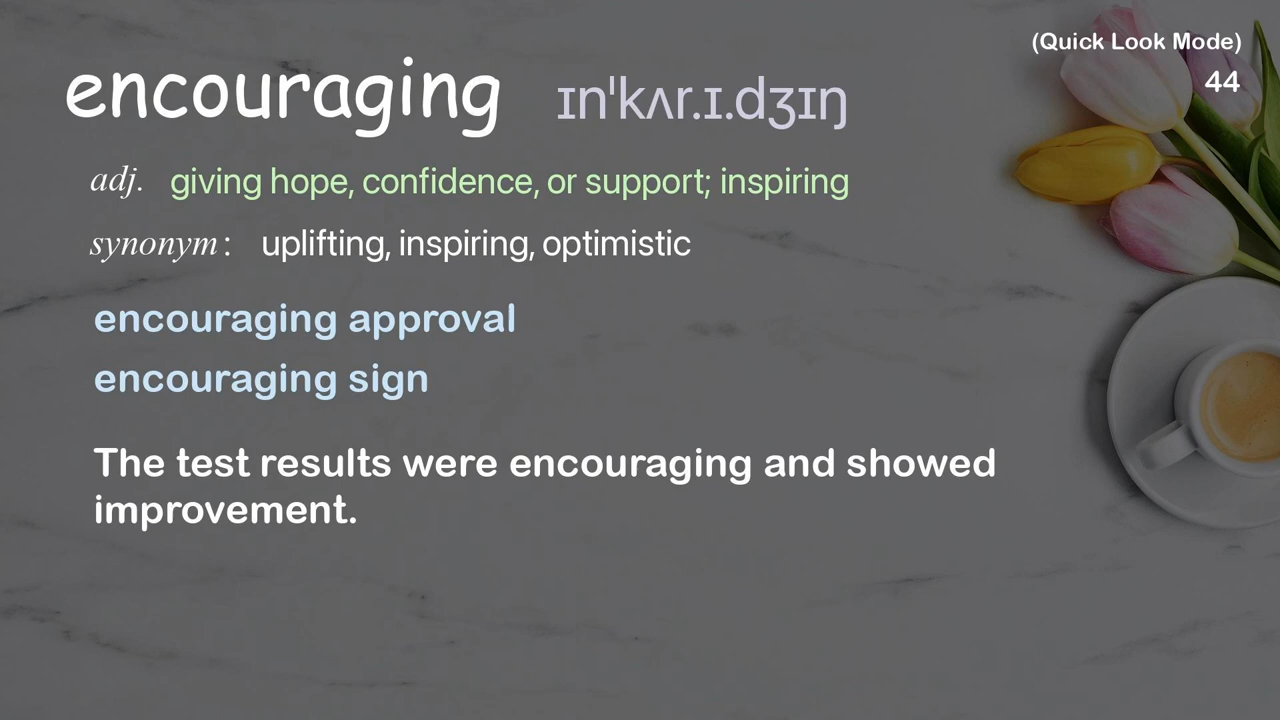 (Quick Look Mode)
44
encouraging ɪnˈkʌr.ɪ.dʒɪŋ
adj. giving hope, confidence, or support; inspiring
synonym: uplifting, inspiring, optimistic
encouraging approval
encouraging sign
The test results were encouraging and showed
improvement.